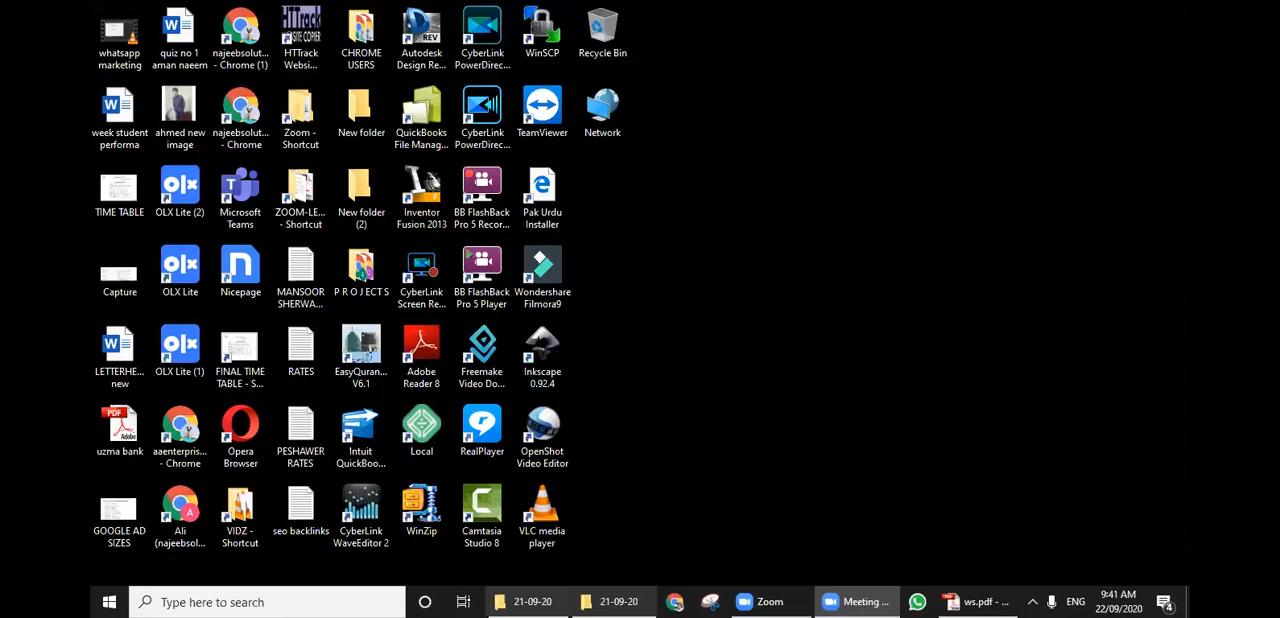 whatsapp marketing
quiz no 1 aman naeem
najeebsolut... - Chrome (1)
HTTrack Websi...
CHROME USERS
Autodesk Design Re...
CyberLink PowerDirec...
WinSCP
Recycle Bin
week student performa
ahmed new image
najeebsolut... - Chrome
Zoom - Shortcut
New folder
QuickBooks File Manag...
CyberLink PowerDirec...
TeamViewer
Network
TIME TABLE
OLX Lite (2)
Microsoft Teams
ZOOM-LE... - Shortcut
New folder (2)
Inventor Fusion 2013
BB FlashBack Pro 5 Recor...
Pak Urdu Installer
Capture
OLX Lite
Nicepage
MANSOOR SHERWA...
P R O J E C T S
CyberLink Screen Re...
BB FlashBack Pro 5 Player
Wondershare Filmora9
LETTERHE... new
OLX Lite (1)
FINAL TIME TABLE - S...
RATES
EasyQuran... V6.1
Adobe Reader 8
Freemake Video Do...
Inkscape 0.92.4
uzma bank
aaenterpris... - Chrome
Opera Browser
PESHAWER RATES
Intuit QuickBoo...
Local
RealPlayer
OpenShot Video Editor
GOOGLE AD SIZES
Ali (najeebsol...
VIDZ - Shortcut
seo backlinks
CyberLink WaveEditor 2
WinZip
Camtasia Studio 8
VLC media player
Type here to search
21-09-20
21-09-20
Zoom
Meeting ...
ws.pdf - ...
ENG
9:41 AM
22/09/2020
4